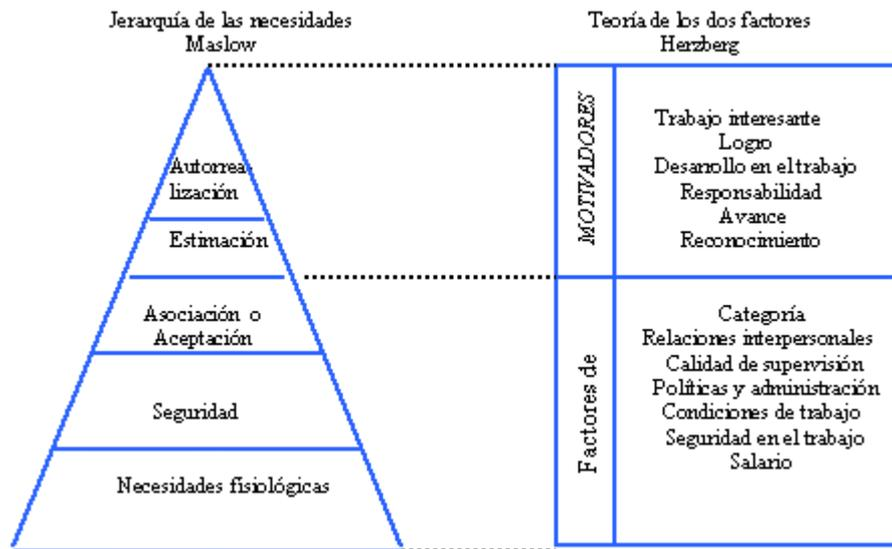 Jerarquía de las necesidades
Maslow
Autorrea-
lización
Estimación
Asociación o
Aceptación
Seguridad
Necesidades fisiológicas
Teoría de los dos factores
Herzberg
MOTIVADORES
Trabajo interesante
Logro
Desarrollo en el trabajo
Responsabilidad
Avance
Reconocimiento
Factores de
Categoría
Relaciones interpersonales
Calidad de supervisión
Políticas y administración
Condiciones de trabajo
Seguridad en el trabajo
Salario